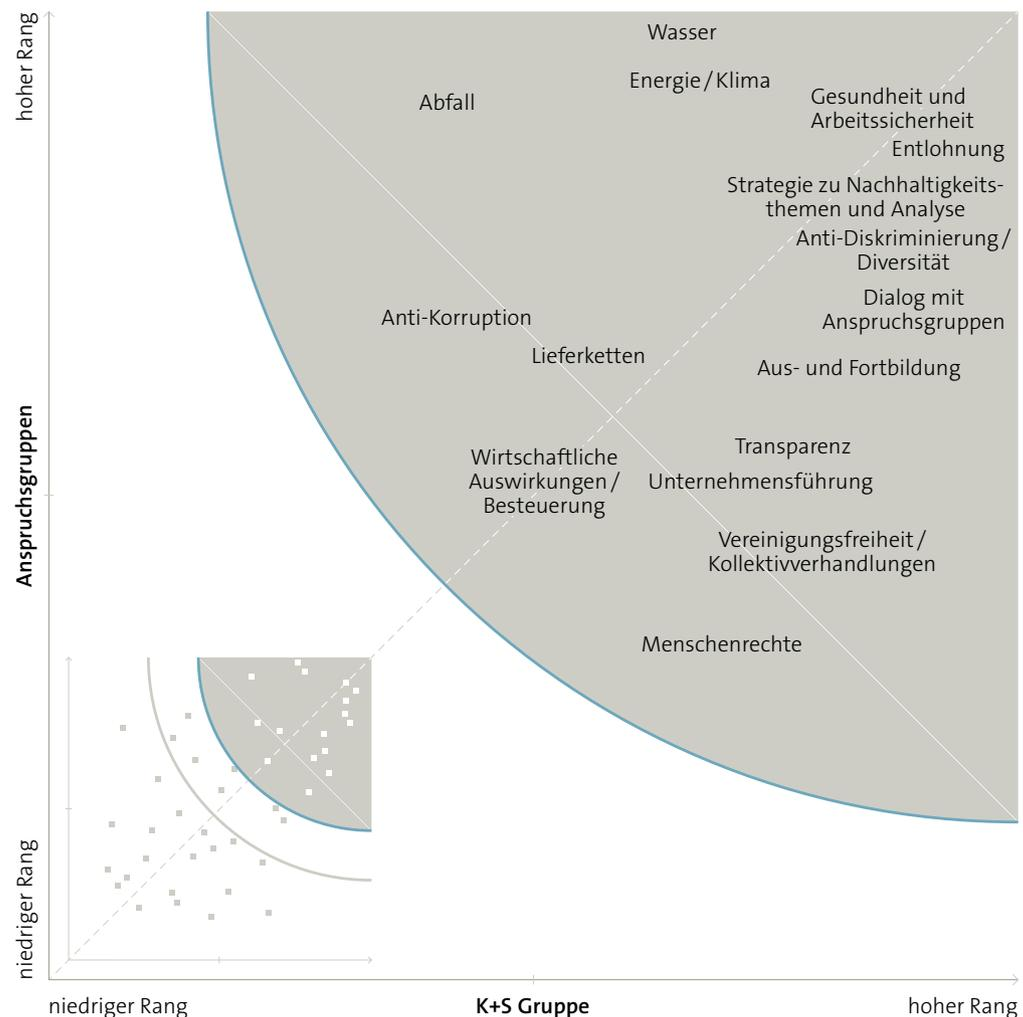 hoher Rang
Wasser
Energie / Klima
Abfall
Gesundheit und
Arbeitssicherheit
Entlohnung
Strategie zu Nachhaltigkeits-
themen und Analyse
Anti-Diskriminierung /
Diversität
Dialog mit
Anspruchsgruppen
Anti-Korruption
Lieferketten
Aus- und Fortbildung
Anspruchsgruppen
Transparenz
Wirtschaftliche
Auswirkungen /
Besteuerung
Unternehmensführung
Vereinigungsfreiheit /
Kollektivverhandlungen
Menschenrechte
niedriger Rang
niedriger Rang
K+S Gruppe
hoher Rang